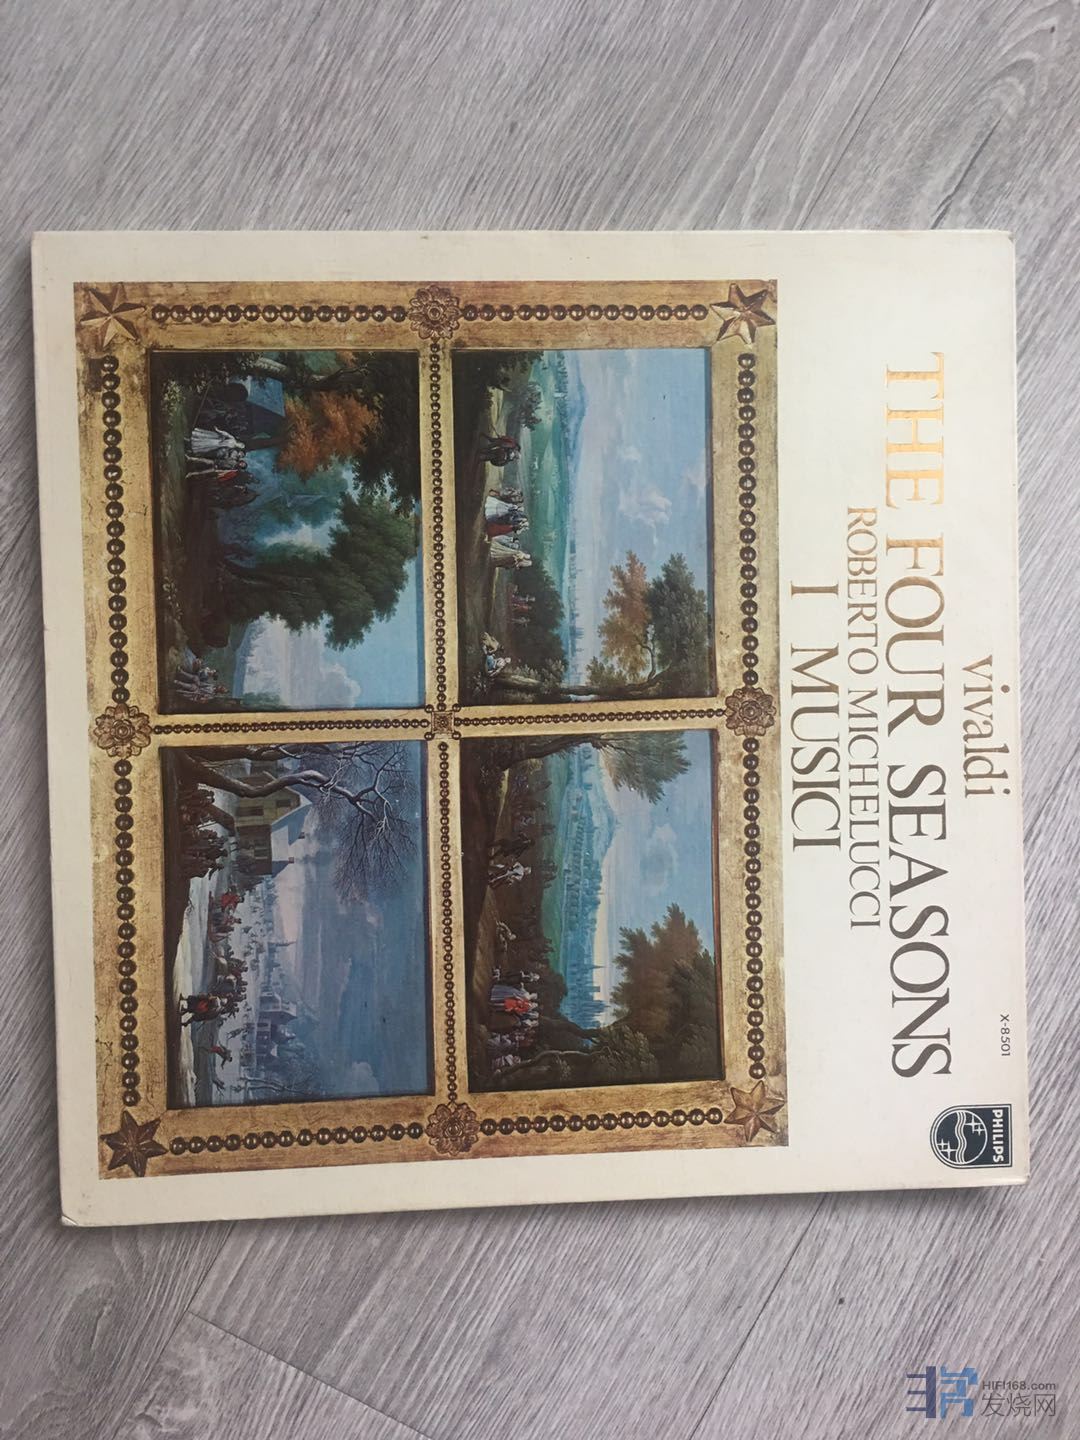 vivaldi
THE FOUR SEASONS
ROBERTO MICHELUCCI
I MUSICI
X-8501
PHILIPS
HIFI168.com
发烧网